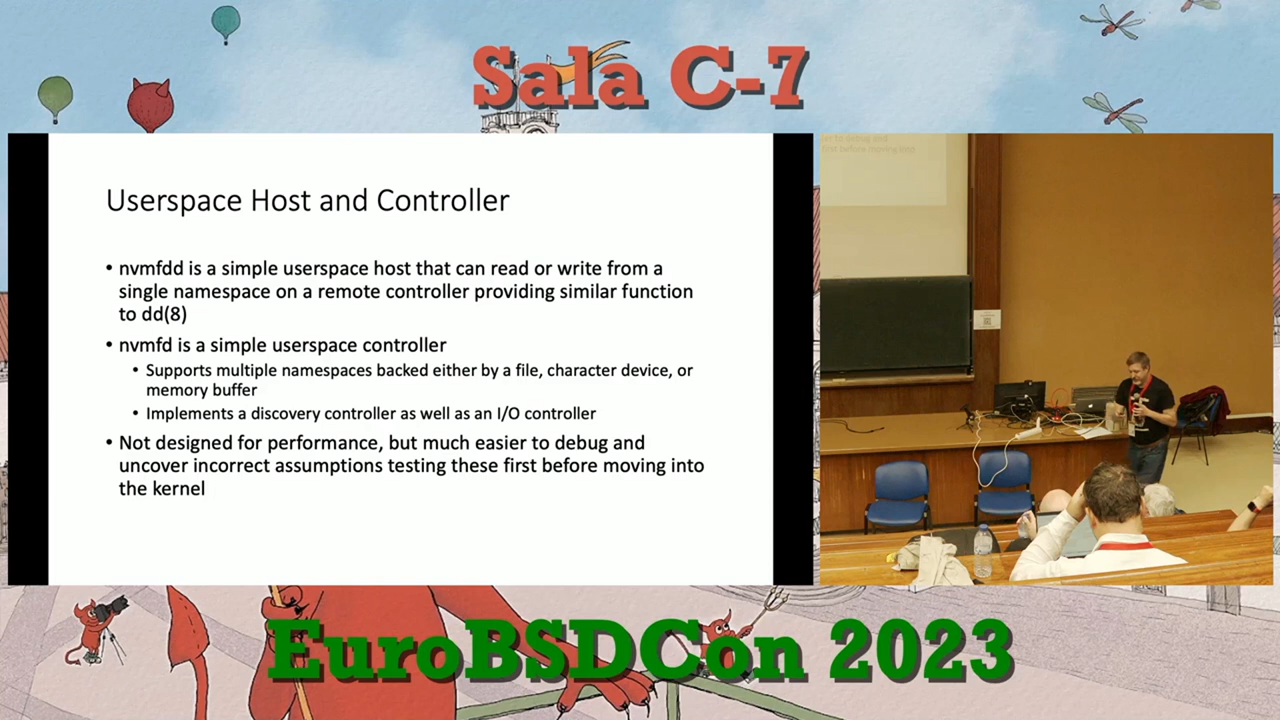 Sala C-7
Userspace Host and Controller
• nvmfdd is a simple userspace host that can read or write from a
single namespace on a remote controller providing similar function
to dd(8)
• nvmfd is a simple userspace controller
• Supports multiple namespaces backed either by a file, character device, or
memory buffer
• Implements a discovery controller as well as an I/O controller
• Not designed for performance, but much easier to debug and
uncover incorrect assumptions testing these first before moving into
the kernel
EuroBSDCon 2023